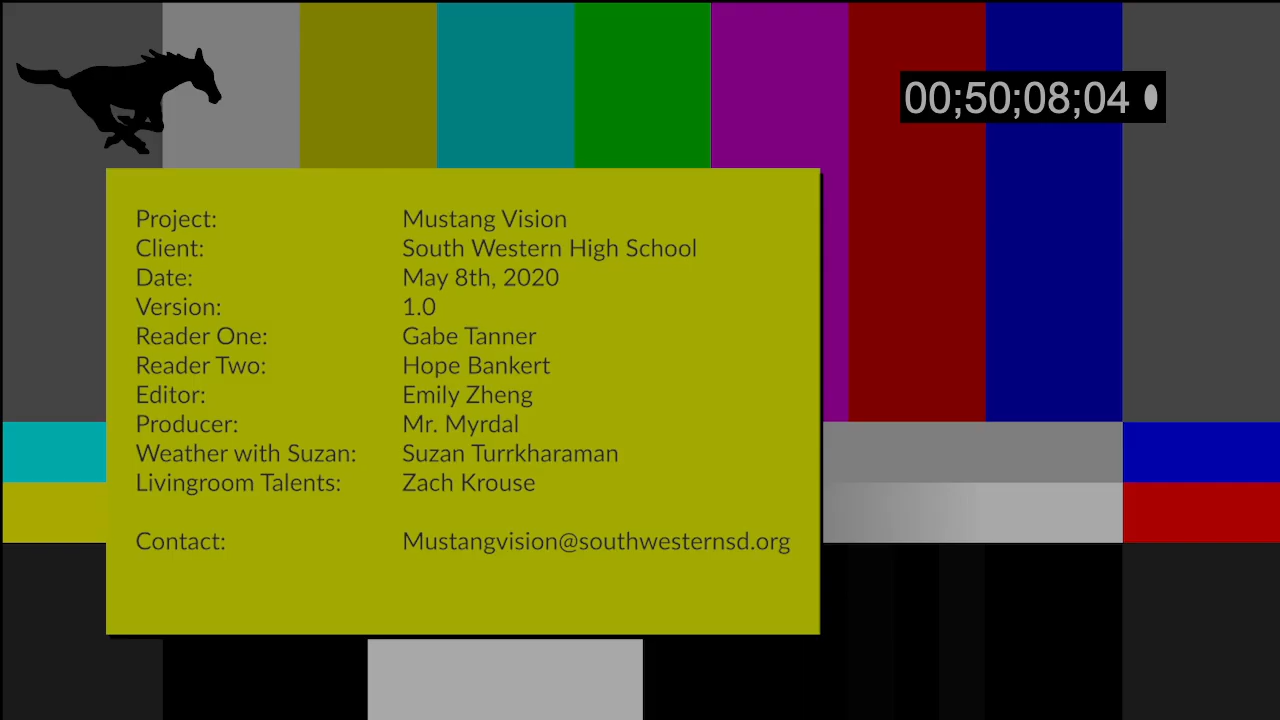 00;50;08;04
Project: Mustang Vision
Client: South Western High School
Date: May 8th, 2020
Version: 1.0
Reader One: Gabe Tanner
Reader Two: Hope Bankert
Editor: Emily Zheng
Producer: Mr. Myrdal
Weather with Suzan: Suzan Turrkharaman
Livingroom Talents: Zach Krouse
Contact: Mustangvision@southwesternsd.org